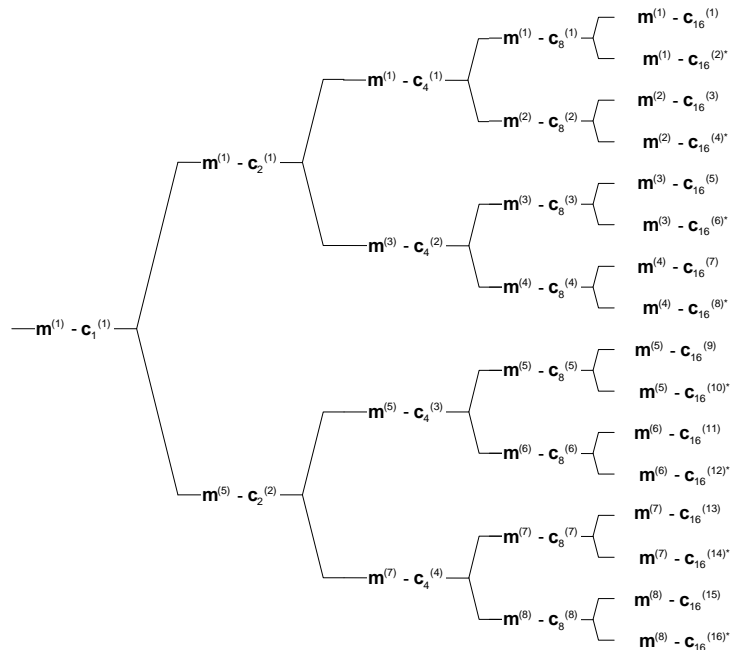 m(1) - c16(1)
m(1) - c8(1)
m(1) - c16(2)*
m(1) - c4(1)
m(2) - c16(3)
m(2) - c8(2)
m(2) - c16(4)*
m(1) - c2(1)
m(3) - c16(5)
m(3) - c8(3)
m(3) - c16(6)*
m(3) - c4(2)
m(4) - c16(7)
m(4) - c8(4)
m(4) - c16(8)*
m(1) - c1(1)
m(5) - c16(9)
m(5) - c8(5)
m(5) - c16(10)*
m(5) - c4(3)
m(6) - c16(11)
m(6) - c8(6)
m(6) - c16(12)*
m(5) - c2(2)
m(7) - c16(13)
m(7) - c8(7)
m(7) - c16(14)*
m(7) - c4(4)
m(8) - c16(15)
m(8) - c8(8)
m(8) - c16(16)*